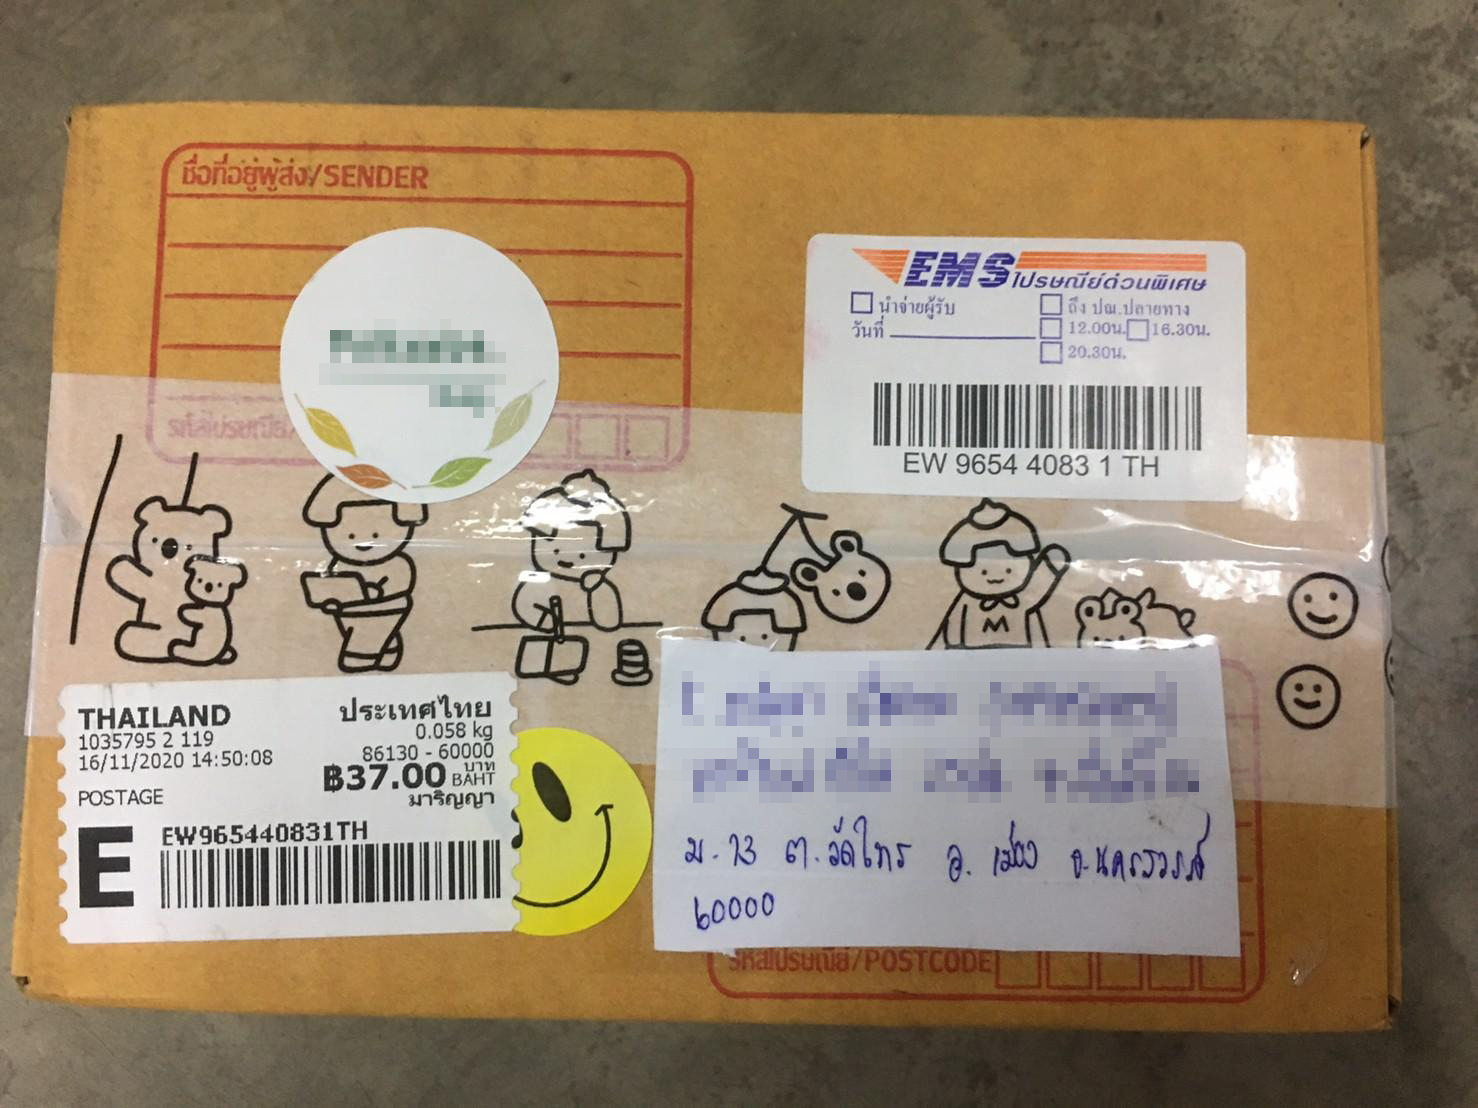 ชื่อที่อยู่ผู้ส่ง/SENDER
รหัสไปรษณีย์/
EMS ไปรษณีย์ด่วนพิเศษ
นำจ่ายผู้รับ ถึง ปณ.ปลายทาง
วันที่ 12.00น. 16.30น.
20.30น.
EW 9654 4083 1 TH
M
THAILAND ประเทศไทย
1035795 2 119 0.058 kg
16/11/2020 14:50:08 86130 - 60000
฿37.00 บาท BAHT
POSTAGE มาริญญา
E EW965440831TH
ม.13 ต.วัดไทร อ.เมือง จ.นครสวรรค์
60000
รหัสไปรษณีย์/POSTCODE